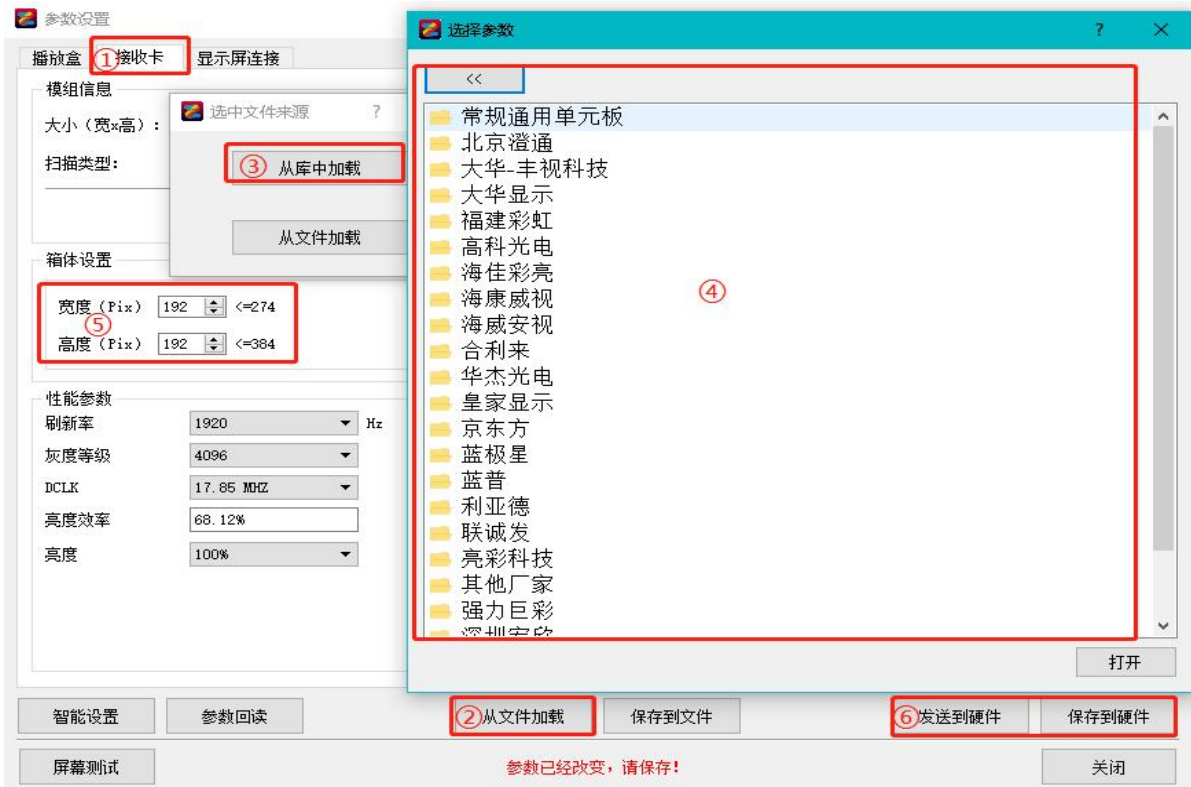 参数设置
播放盒
①接收卡
显示屏连接
模组信息
大小（宽x高）:
扫描类型:
选中文件来源
?
③ 从库中加载
从文件加载
箱体设置
宽度（Pix） 192 <=274
⑤
高度（Pix） 192 <=384
性能参数
刷新率 1920 Hz
灰度等级 4096
DCLK 17.85 MHZ
亮度效率 68.12%
亮度 100%
选择参数
?
<<
常规通用单元板
北京澄通
大华-丰视科技
大华显示
福建彩虹
高科光电
海佳彩亮
海康威视
海威安视
合利来
华杰光电
皇家显示
京东方
蓝极星
蓝普
利亚德
联诚发
亮彩科技
其他厂家
强力巨彩
④
打开
智能设置
参数回读
②从文件加载
保存到文件
⑥发送到硬件
保存到硬件
屏幕测试
参数已经改变，请保存!
关闭